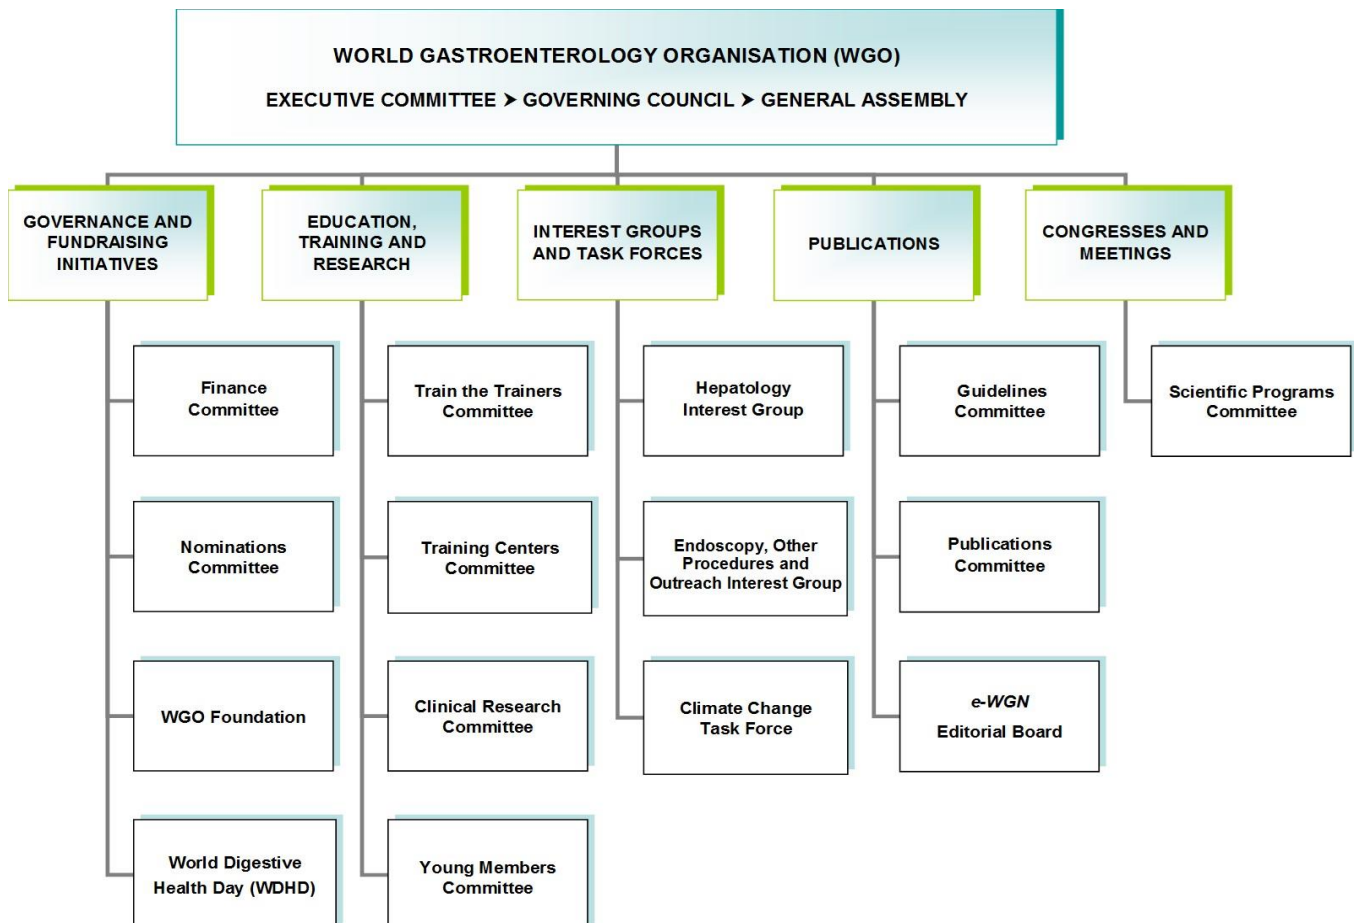 WORLD GASTROENTEROLOGY ORGANISATION (WGO)
EXECUTIVE COMMITTEE ➤ GOVERNING COUNCIL ➤ GENERAL ASSEMBLY
GOVERNANCE AND
FUNDRAISING
INITIATIVES
EDUCATION,
TRAINING AND
RESEARCH
INTEREST GROUPS
AND TASK FORCES
PUBLICATIONS
CONGRESSES AND
MEETINGS
Finance
Committee
Train the Trainers
Committee
Hepatology
Interest Group
Guidelines
Committee
Scientific Programs
Committee
Nominations
Committee
Training Centers
Committee
Endoscopy, Other
Procedures and
Outreach Interest Group
Publications
Committee
WGO Foundation
Clinical Research
Committee
Climate Change
Task Force
e-WGN
Editorial Board
World Digestive
Health Day (WDHD)
Young Members
Committee